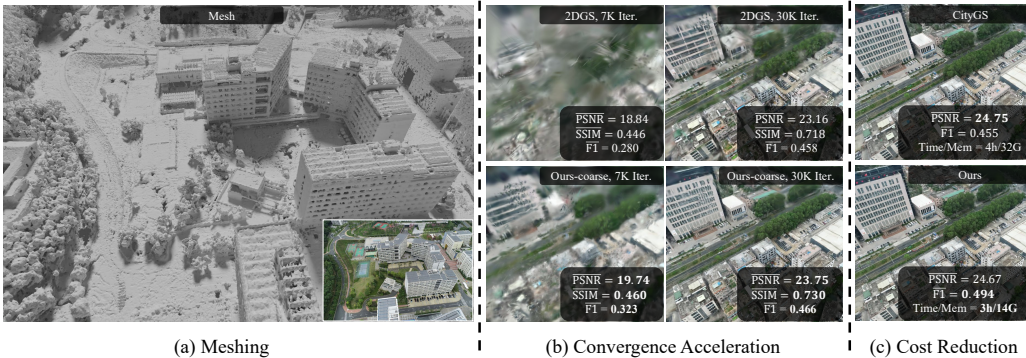 Mesh
2DGS, 7K Iter.
PSNR = 18.84
SSIM = 0.446
F1 = 0.280
2DGS, 30K Iter.
PSNR = 23.16
SSIM = 0.718
F1 = 0.458
CityGS
PSNR = 24.75
F1 = 0.455
Time/Mem = 4h/32G
Ours-coarse, 7K Iter.
PSNR = 19.74
SSIM = 0.460
F1 = 0.323
Ours-coarse, 30K Iter.
PSNR = 23.75
SSIM = 0.730
F1 = 0.466
Ours
PSNR = 24.67
F1 = 0.494
Time/Mem = 3h/14G
(a) Meshing
(b) Convergence Acceleration
(c) Cost Reduction